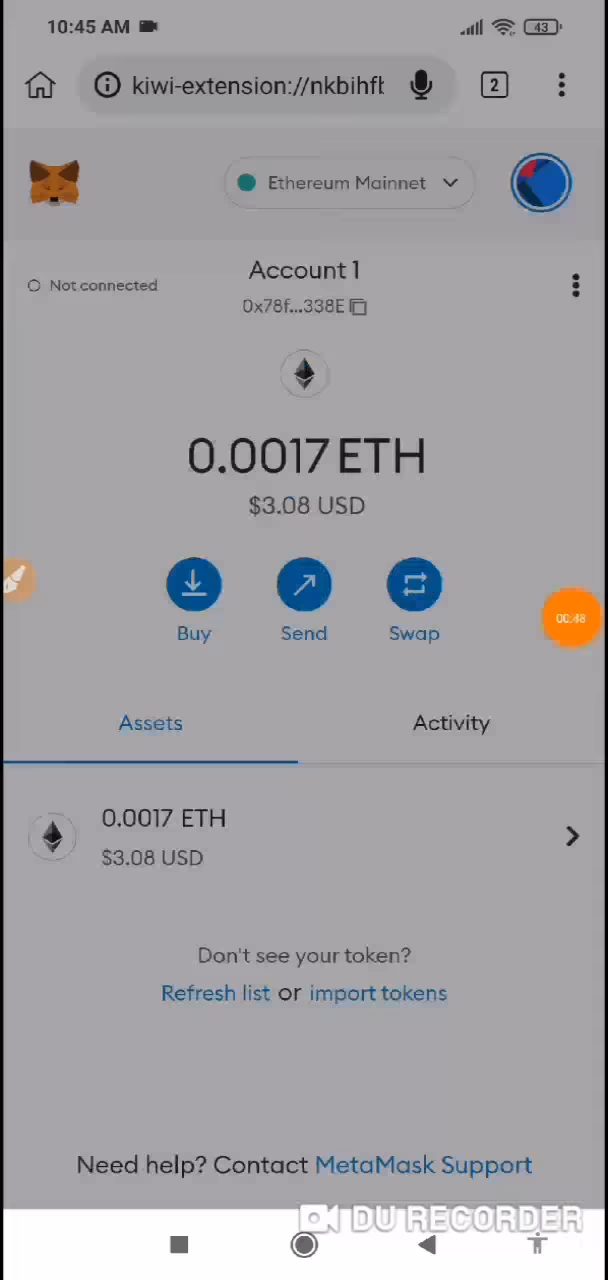 10:45 AM
43
kiwi-extension://nkbihfb
2
Ethereum Mainnet
Not connected
Account 1
0x78f...338E
0.0017 ETH
$3.08 USD
00:48
Buy
Send
Swap
Assets
Activity
0.0017 ETH
$3.08 USD
Don't see your token?
Refresh list or import tokens
Need help? Contact MetaMask Support
DU RECORDER